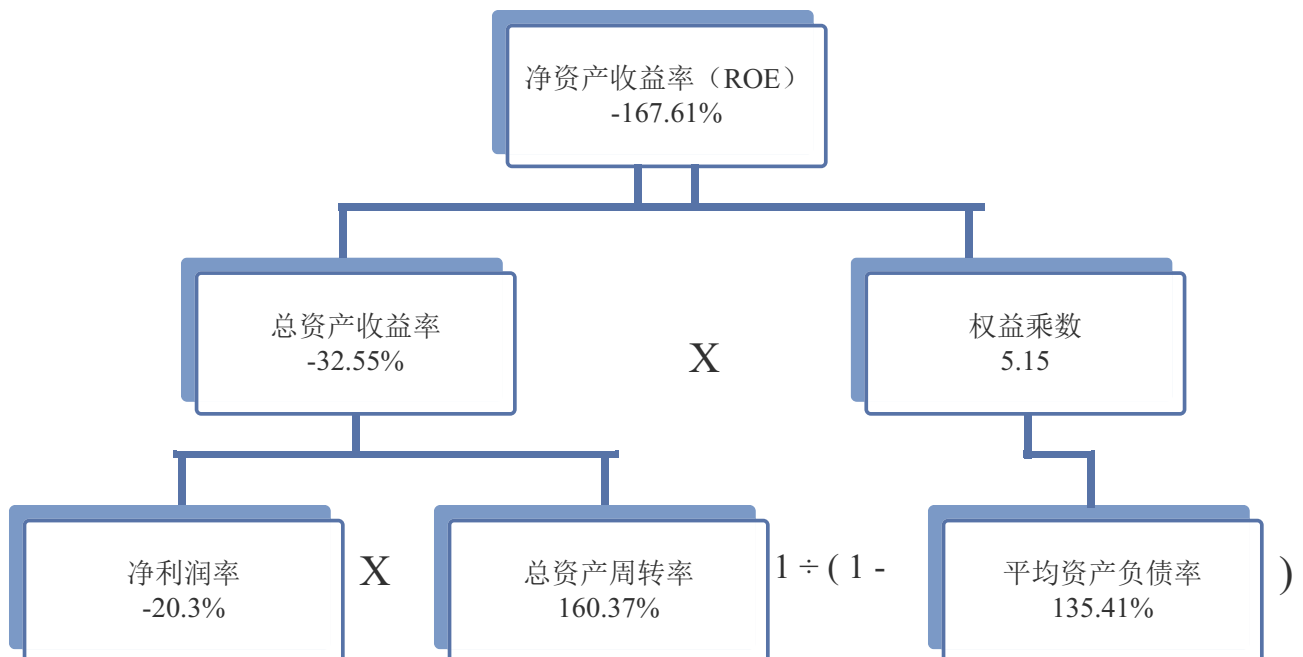 净资产收益率（ROE）
-167.61%
总资产收益率
-32.55%
X
权益乘数
5.15
净利润率
-20.3%
X
总资产周转率
160.37%
1 ÷ ( 1 -
平均资产负债率
135.41%
)